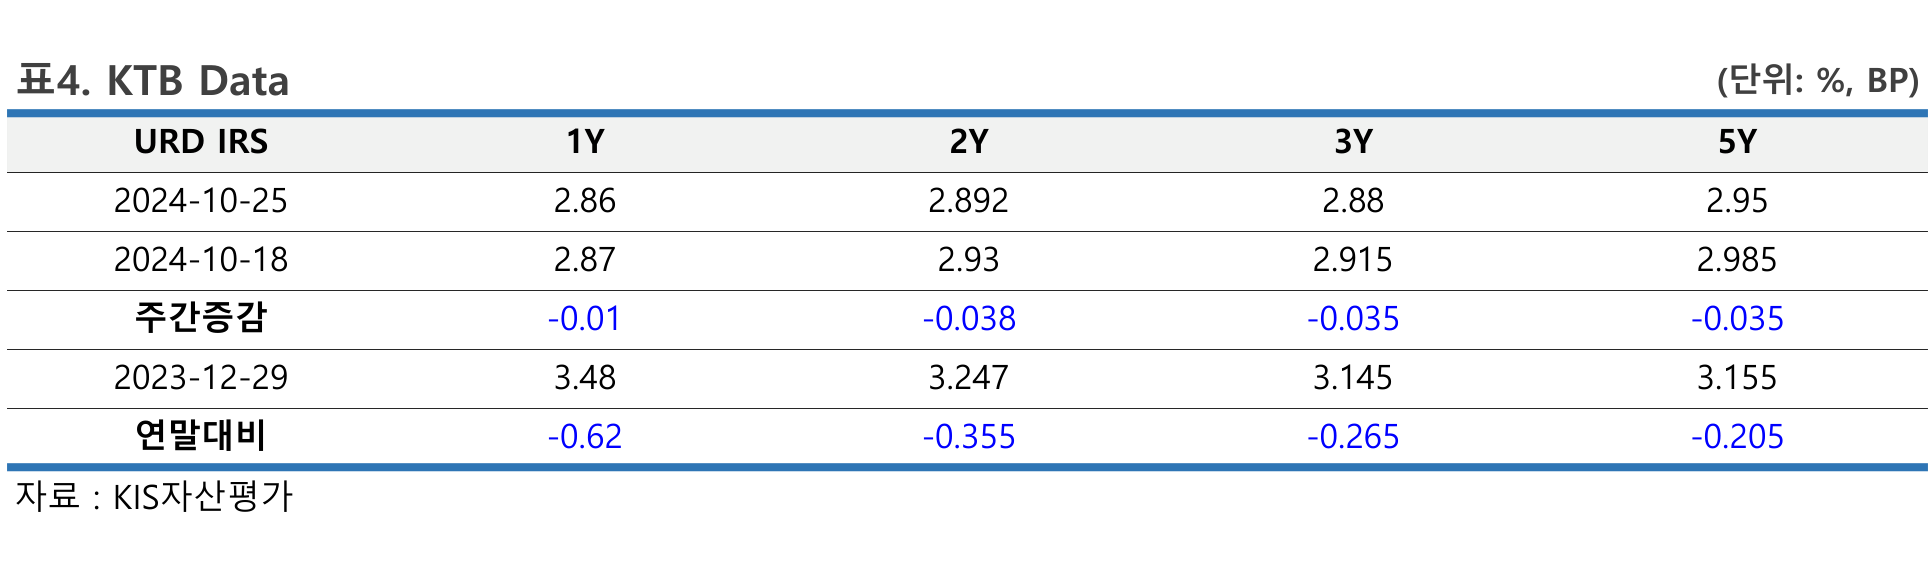 표4. KTB Data (단위: %, BP)
URD IRS 1Y 2Y 3Y 5Y
2024-10-25 2.86 2.892 2.88 2.95
2024-10-18 2.87 2.93 2.915 2.985
주간증감 -0.01 -0.038 -0.035 -0.035
2023-12-29 3.48 3.247 3.145 3.155
연말대비 -0.62 -0.355 -0.265 -0.205
자료 : KIS자산평가